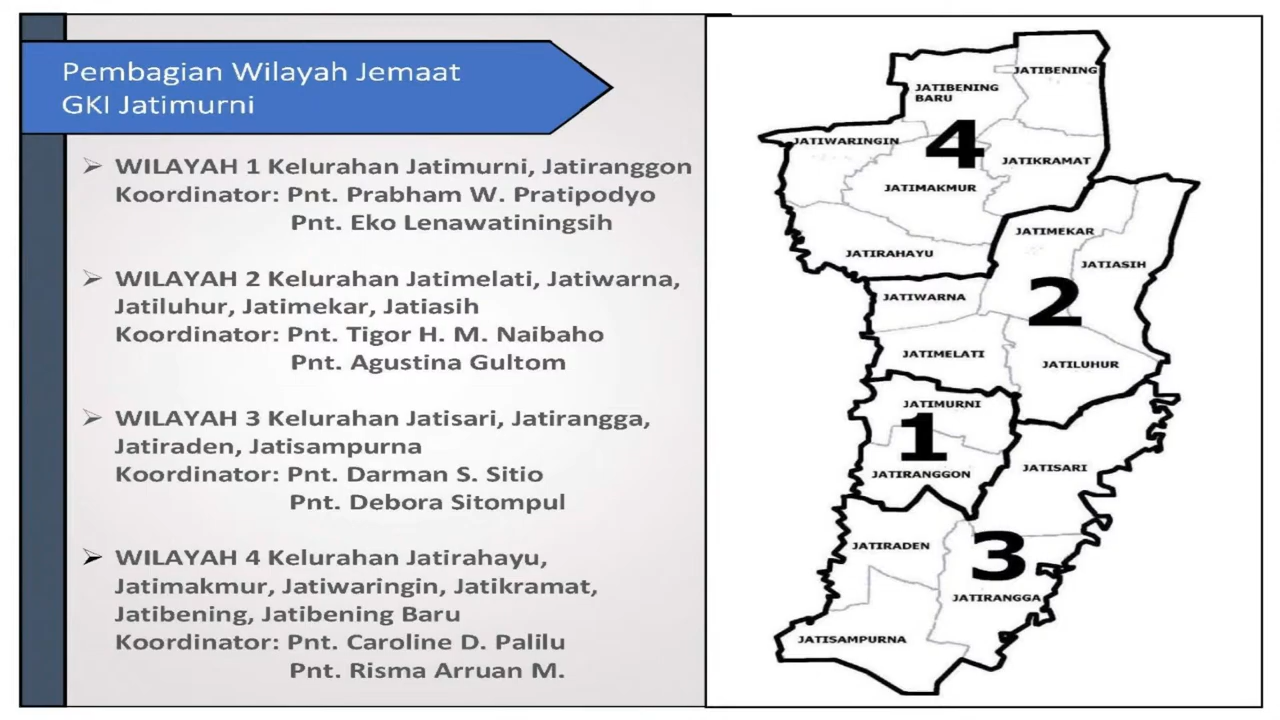 Pembagian Wilayah Jemaat
GKI Jatimurni
WILAYAH 1 Kelurahan Jatimurni, Jatiranggon
Koordinator: Pnt. Prabham W. Pratipodyo
Pnt. Eko Lenawatiningsih
WILAYAH 2 Kelurahan Jatimelati, Jatiwarna,
Jatiluhur, Jatimekar, Jatiasih
Koordinator: Pnt. Tigor H. M. Naibaho
Pnt. Agustina Gultom
WILAYAH 3 Kelurahan Jatisari, Jatirangga,
Jatiraden, Jatisampurna
Koordinator: Pnt. Darman S. Sitio
Pnt. Debora Sitompul
WILAYAH 4 Kelurahan Jatirahayu,
Jatimakmur, Jatiwaringin, Jatikramat,
Jatibening, Jatibening Baru
Koordinator: Pnt. Caroline D. Palilu
Pnt. Risma Arruan M.
JATIBENING
JATIBENING
BARU
JATIWARINGIN
4
JATIKRAMAT
JATIMAKMUR
JATIMEKAR
JATIRAHAYU
JATIASIH
JATIWARNA
2
JATIMELATI
JATILUHUR
JATIMURNI
1
JATISARI
JATIRANGGON
JATIRADEN
3
JATIRANGGA
JATISAMPURNA